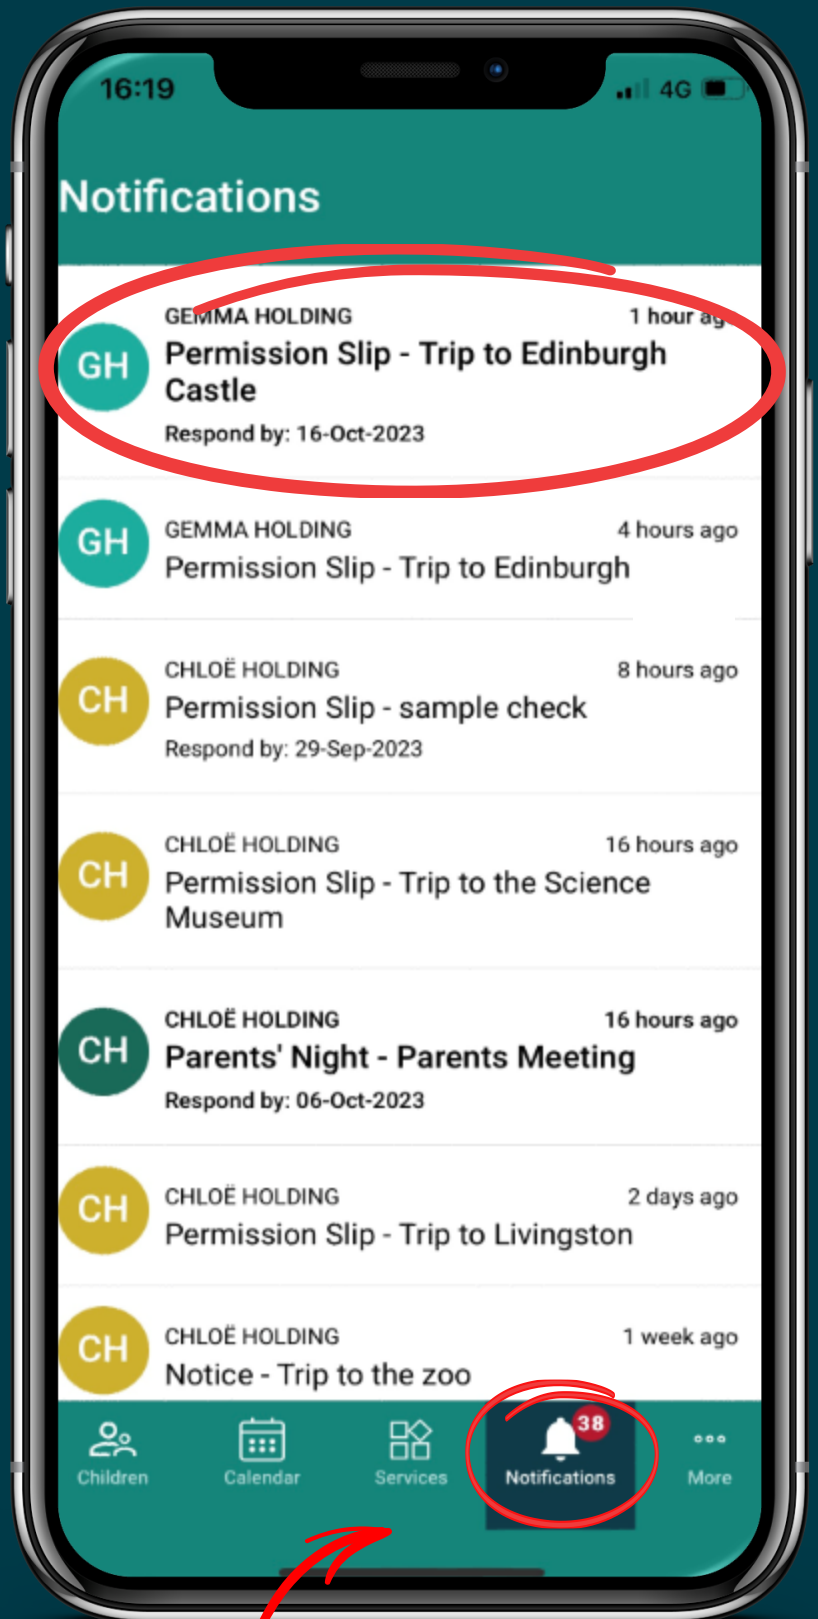 16:19
4G
Notifications
GEMMA HOLDING
1 hour ago
GH
Permission Slip - Trip to Edinburgh
Castle
Respond by: 16-Oct-2023
GEMMA HOLDING
4 hours ago
GH
Permission Slip - Trip to Edinburgh
CHLOË HOLDING
8 hours ago
CH
Permission Slip - sample check
Respond by: 29-Sep-2023
CHLOË HOLDING
16 hours ago
CH
Permission Slip - Trip to the Science
Museum
CHLOË HOLDING
16 hours ago
CH
Parents' Night - Parents Meeting
Respond by: 06-Oct-2023
CHLOË HOLDING
2 days ago
CH
Permission Slip - Trip to Livingston
CHLOË HOLDING
1 week ago
CH
Notice - Trip to the zoo
38
Children
Calendar
Services
Notifications
More